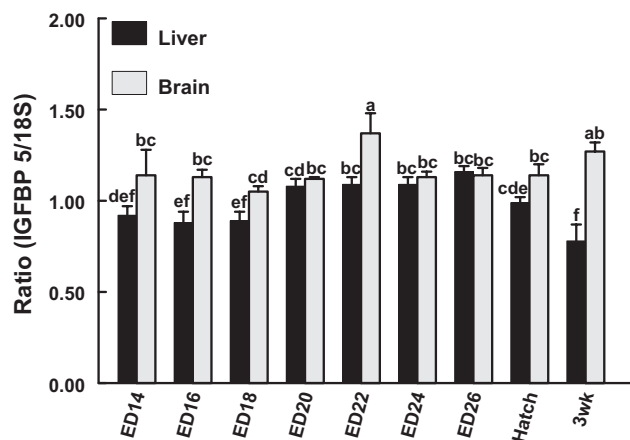 2.00
1.50
1.00
0.50
0.00
Ratio (IGFBP 5/18S)
Liver
Brain
def bc ef bc ef cd cd bc bc a bc bc bc bc cde bc f ab
ED14 ED16 ED18 ED20 ED22 ED24 ED26 Hatch 3wk